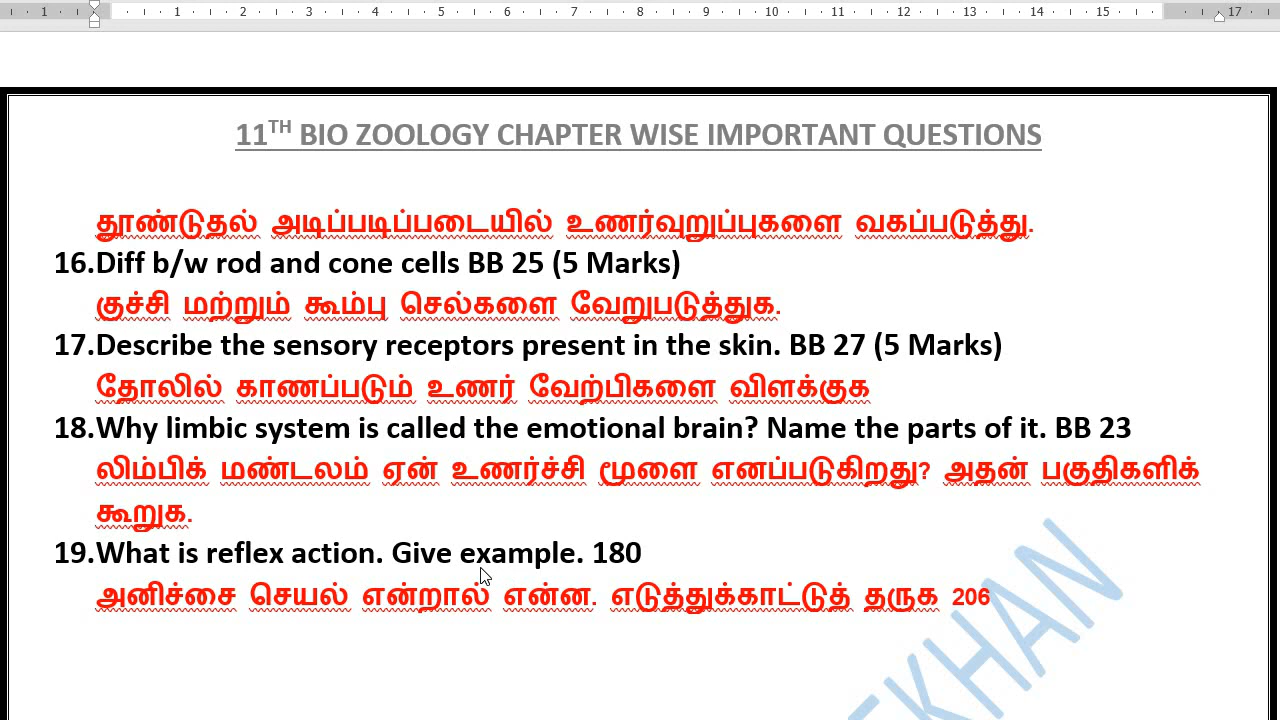 1 1 2 3 4 5 6 7 8 9 10 11 12 13 14 15 17
11TH BIO ZOOLOGY CHAPTER WISE IMPORTANT QUESTIONS
தூண்டுதல் அடிப்படிப்படையில் உணர்வுறுப்புகளை வகப்படுத்து.
16.Diff b/w rod and cone cells BB 25 (5 Marks)
குச்சி மற்றும் கூம்பு செல்களை வேறுபடுத்துக.
17.Describe the sensory receptors present in the skin. BB 27 (5 Marks)
தோலில் காணப்படும் உணர் வேற்பிகளை விளக்குக
18.Why limbic system is called the emotional brain? Name the parts of it. BB 23
லிம்பிக் மண்டலம் ஏன் உணர்ச்சி மூளை எனப்படுகிறது? அதன் பகுதிகளிக்
கூறுக.
19.What is reflex action. Give example. 180
அனிச்சை செயல் என்றால் என்ன. எடுத்துக்காட்டுத் தருக 206